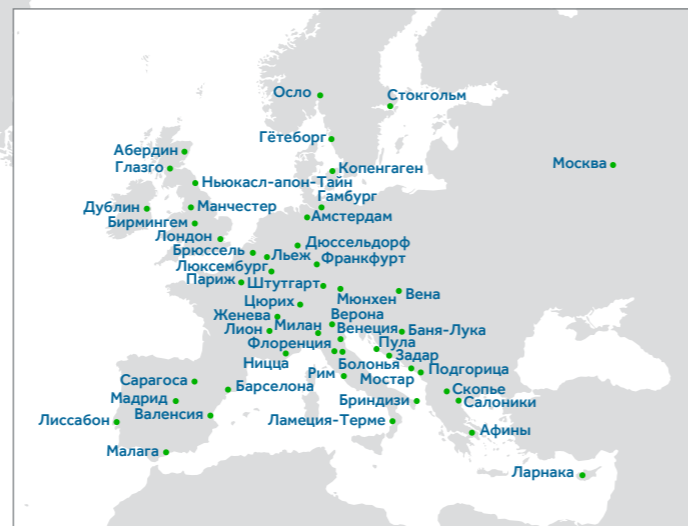 Осло
Стокгольм
Гётеборг
Абердин
Глазго
Копенгаген
Москва
Ньюкасл-апон-Тайн
Гамбург
Дублин
Манчестер
Амстердам
Бирмингем
Лондон
Дюссельдорф
Брюссель
Льеж
Франкфурт
Люксембург
Париж
Штутгарт
Мюнхен
Вена
Цюрих
Женева
Милан
Верона
Лион
Венеция
Баня-Лука
Флоренция
Пула
Задар
Ницца
Болонья
Подгорица
Рим
Мостар
Сарагоса
Барселона
Скопье
Мадрид
Бриндизи
Салоники
Лиссабон
Валенсия
Ламеция-Терме
Афины
Малага
Ларнака